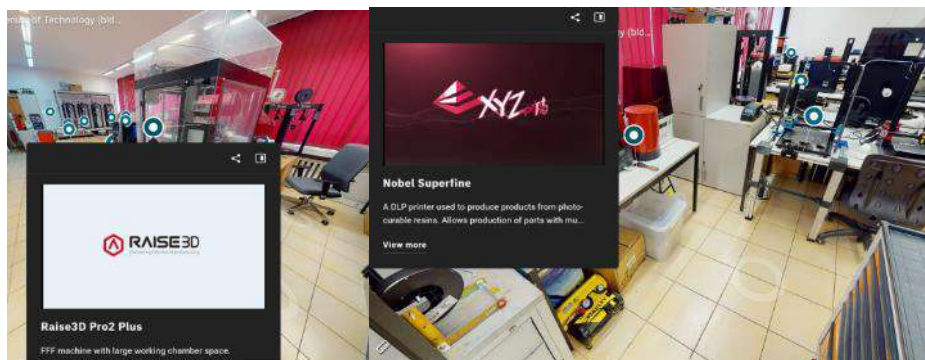 of Technology (bld...
RAISE3D
Raise3D Pro2 Plus
FFF machine with large working chamber space.
(bld...
XYZ
Nobel Superfine
A DLP printer used to produce products from photo-
curable resins. Allows production of parts with mu...
View more